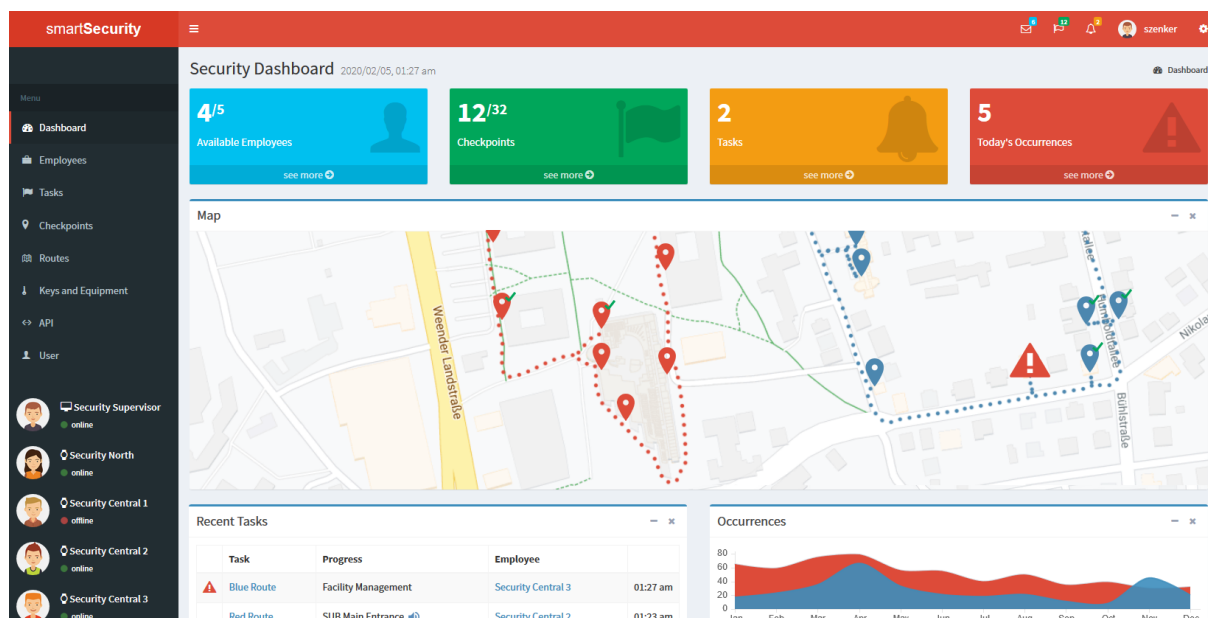 smartSecurity
6
12
szenker
Security Dashboard 2020/02/05, 01:27 am
Dashboard
Menu
Dashboard
Employees
Tasks
Checkpoints
Routes
Keys and Equipment
API
User
Security Supervisor
online
Security North
online
Security Central 1
offline
Security Central 2
online
Security Central 3
online
4/5
Available Employees
see more
12/32
Checkpoints
see more
2
Tasks
see more
5
Today's Occurrences
see more
Map
Weender Landstraße
Bühlstraße
Recent Tasks
Task Progress Employee
Blue Route Facility Management Security Central 3 01:27 am
Red Route SUB Main Entrance Security Central 2 01:23 am
Occurrences
80
60
40
20
0
Jan Feb Mar Apr May Jun Jul Aug Sep Oct Nov Dec